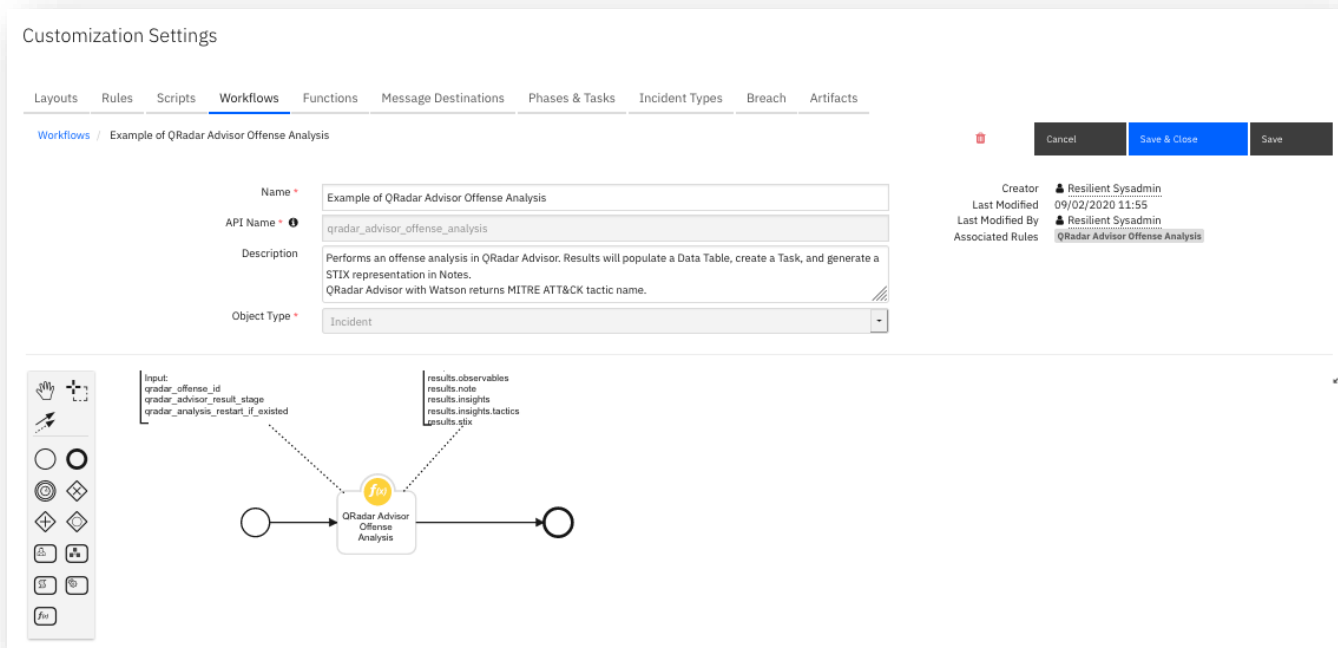 Customization Settings
Layouts Rules Scripts Workflows Functions Message Destinations Phases & Tasks Incident Types Breach Artifacts
Workflows / Example of QRadar Advisor Offense Analysis
Cancel Save & Close Save
Name * Example of QRadar Advisor Offense Analysis
API Name * qradar_advisor_offense_analysis
Description Performs an offense analysis in QRadar Advisor. Results will populate a Data Table, create a Task, and generate a
STIX representation in Notes.
QRadar Advisor with Watson returns MITRE ATT&CK tactic name.
Object Type * Incident
Creator Resilient Sysadmin
Last Modified 09/02/2020 11:55
Last Modified By Resilient Sysadmin
Associated Rules QRadar Advisor Offense Analysis
Input:
qradar_offense_id
qradar_advisor_result_stage
qradar_analysis_restart_if_existed
results.observables
results.note
results.insights
results.insights.tactics
results.stix
f(x)
QRadar Advisor
Offense
Analysis
f(x)